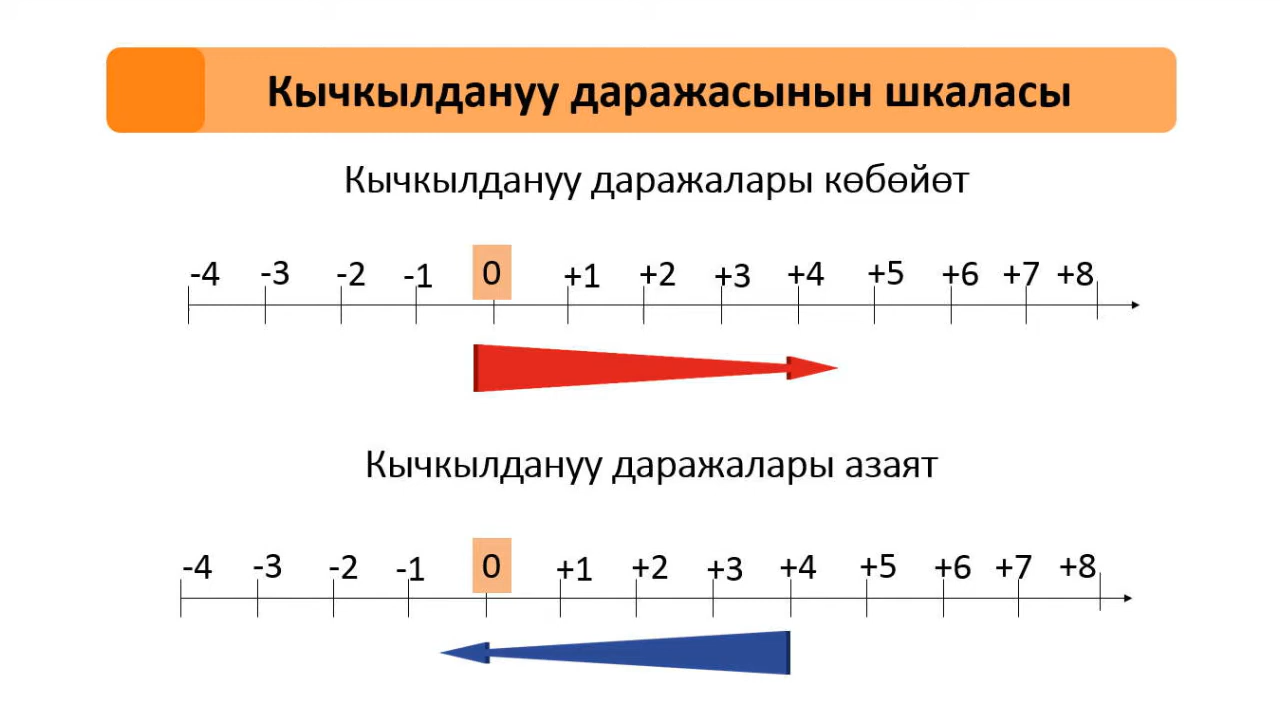 Кычкылдануу даражасынын шкаласы
Кычкылдануу даражалары көбөйөт
-4 -3 -2 -1 0 +1 +2 +3 +4 +5 +6 +7 +8
Кычкылдануу даражалары азаят
-4 -3 -2 -1 0 +1 +2 +3 +4 +5 +6 +7 +8